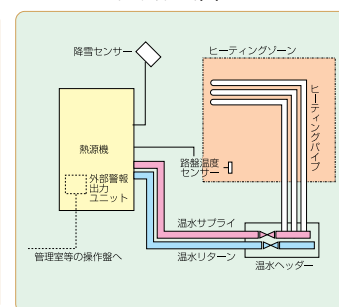 降雪センサー
ヒーティングゾーン
ヒーティングパイプ
熱源機
路盤温度
センサー
外部警報
出力
ユニット
温水サプライ
管理室等の操作盤へ
温水リターン
温水ヘッダー